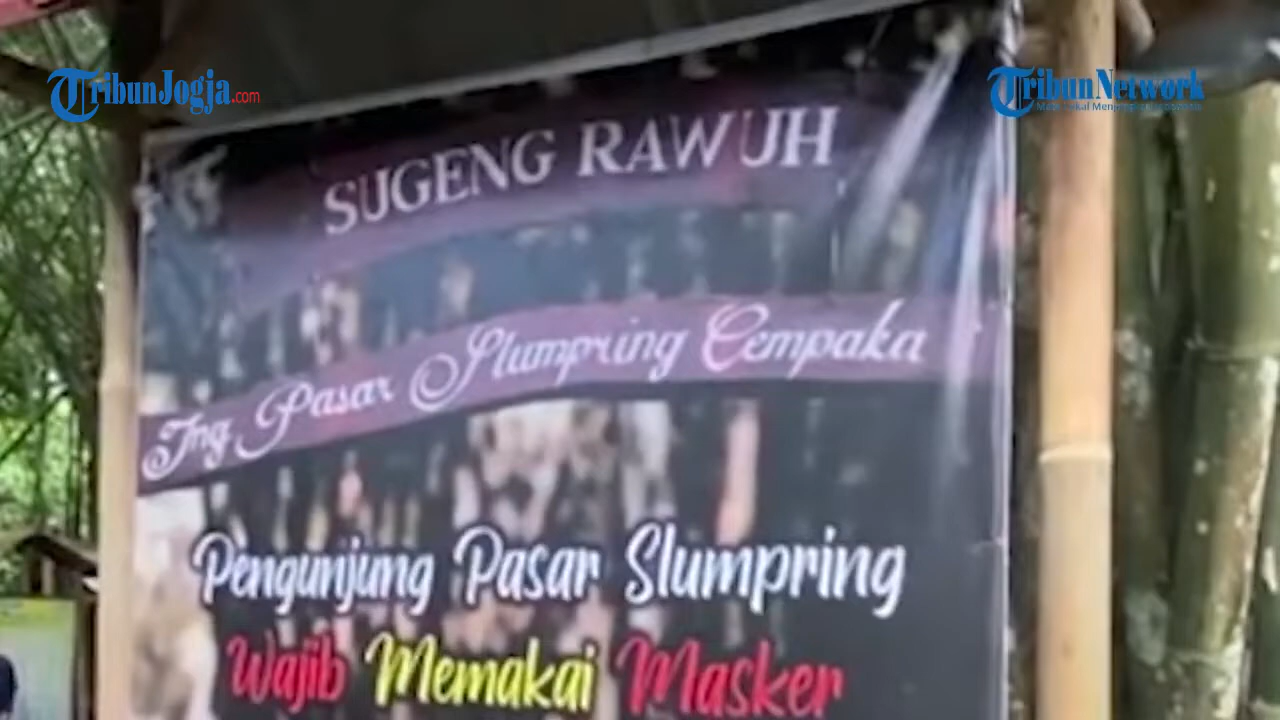 TribunJogja.com
TribunNetwork
SUGENG RAWUH
Ing Pasar Slumpring Cempaka
Pengunjung Pasar Slumpring
Wajib Memakai Masker